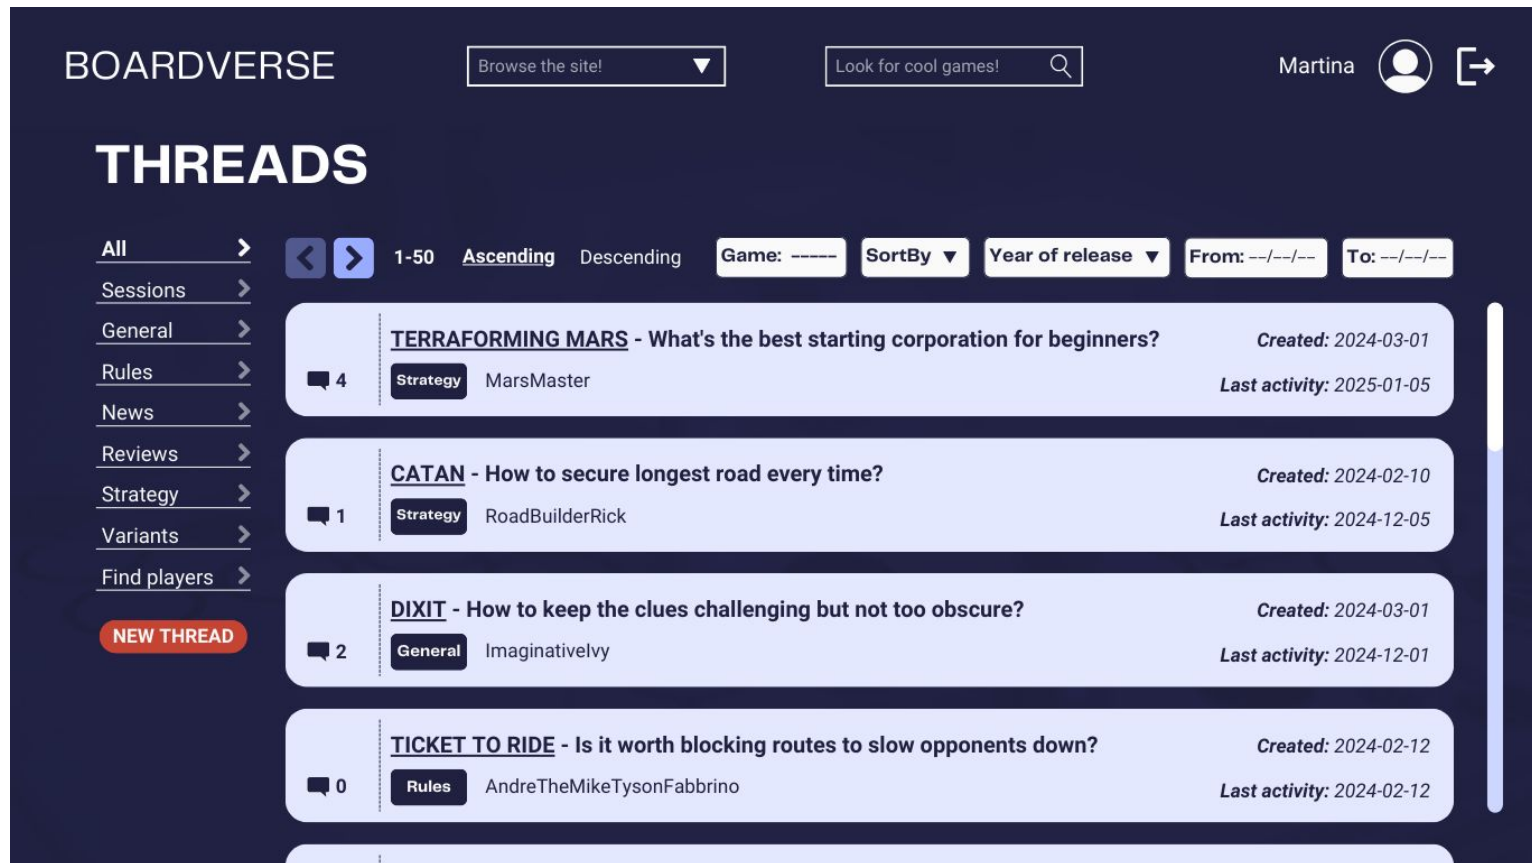 BOARDVERSE
Browse the site! ▼
Look for cool games!
Martina
THREADS
All
Sessions
General
Rules
News
Reviews
Strategy
Variants
Find players
NEW THREAD
1-50 Ascending Descending Game: ----- SortBy ▼ Year of release ▼ From: --/--/-- To: --/--/--
TERRAFORMING MARS - What's the best starting corporation for beginners?
Created: 2024-03-01
4
Strategy MarsMaster
Last activity: 2025-01-05
CATAN - How to secure longest road every time?
Created: 2024-02-10
1
Strategy RoadBuilderRick
Last activity: 2024-12-05
DIXIT - How to keep the clues challenging but not too obscure?
Created: 2024-03-01
2
General ImaginativeIvy
Last activity: 2024-12-01
TICKET TO RIDE - Is it worth blocking routes to slow opponents down?
Created: 2024-02-12
0
Rules AndreTheMikeTysonFabbrino
Last activity: 2024-02-12